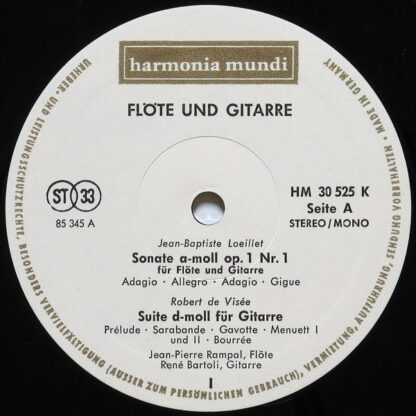 harmonia mundi
FLÖTE UND GITARRE
ST 33
85 345 A
HM 30 525 K
Seite A
STEREO/MONO
Jean-Baptiste Loeillet
Sonate a-moll op. 1 Nr. 1
für Flöte und Gitarre
Adagio · Allegro · Adagio · Gigue
Robert de Visée
Suite d-moll für Gitarre
Prélude · Sarabande · Gavotte · Menuett I
und II · Bourrée
Jean-Pierre Rampal, Flöte
René Bartoli, Gitarre
I
URHEBER- UND LEISTUNGSSCHUTZRECHTE, BESONDERS VERVIELFÄLTIGUNG (AUSSER ZUM PERSÖNLICHEN GEBRAUCH), VERMIETUNG, AUFFÜHRUNG, SENDUNG VORBEHALTEN • MADE IN GERMANY